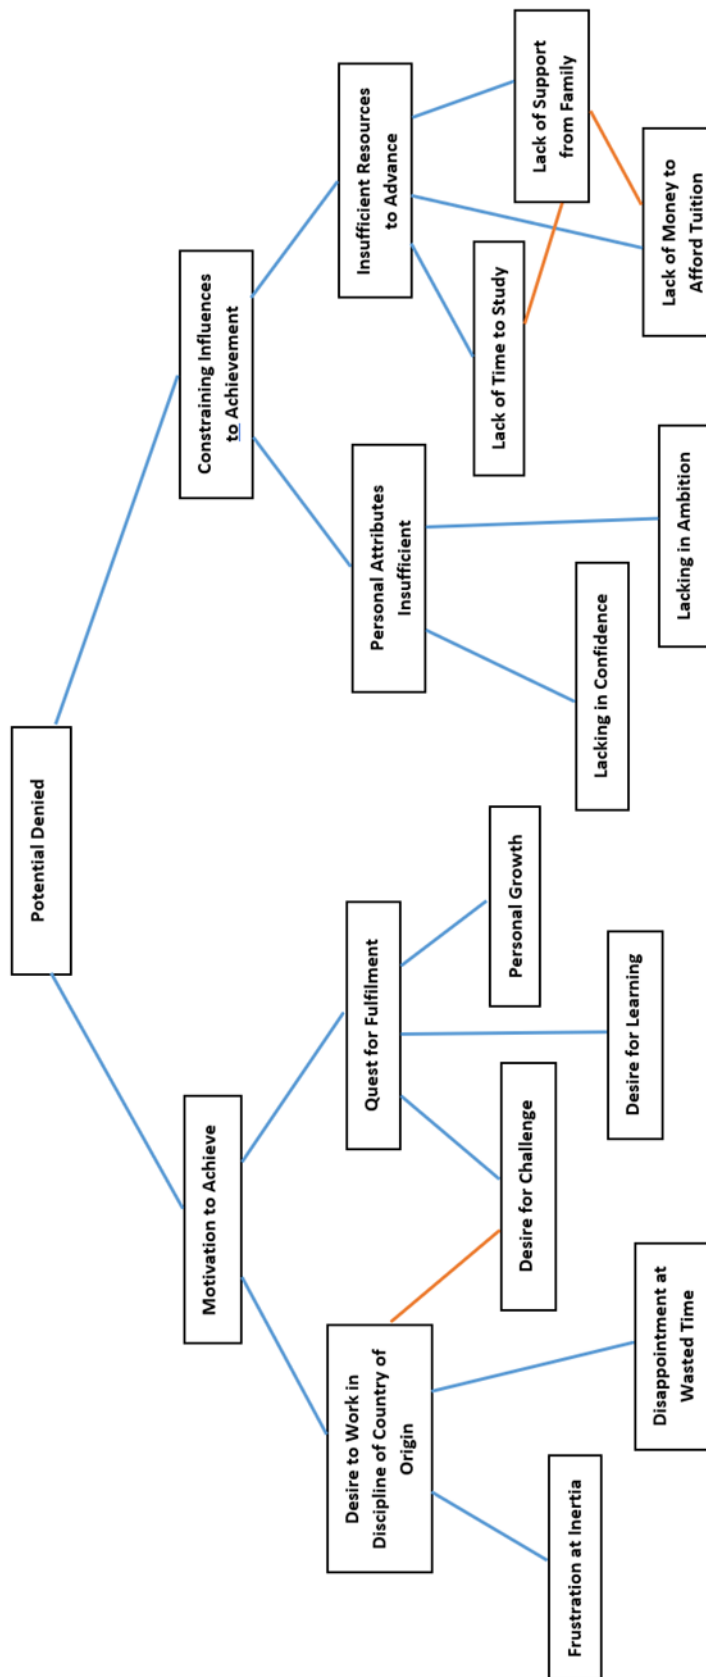 Potential Denied
Motivation to Achieve
Constraining Influences
to Achievement
Desire to Work in
Discipline of Country of
Origin
Quest for Fulfilment
Personal Attributes
Insufficient
Insufficient Resources
to Advance
Frustration at Inertia
Disappointment at
Wasted Time
Desire for Challenge
Desire for Learning
Personal Growth
Lacking in Confidence
Lacking in Ambition
Lack of Time to Study
Lack of Support
from Family
Lack of Money to
Afford Tuition